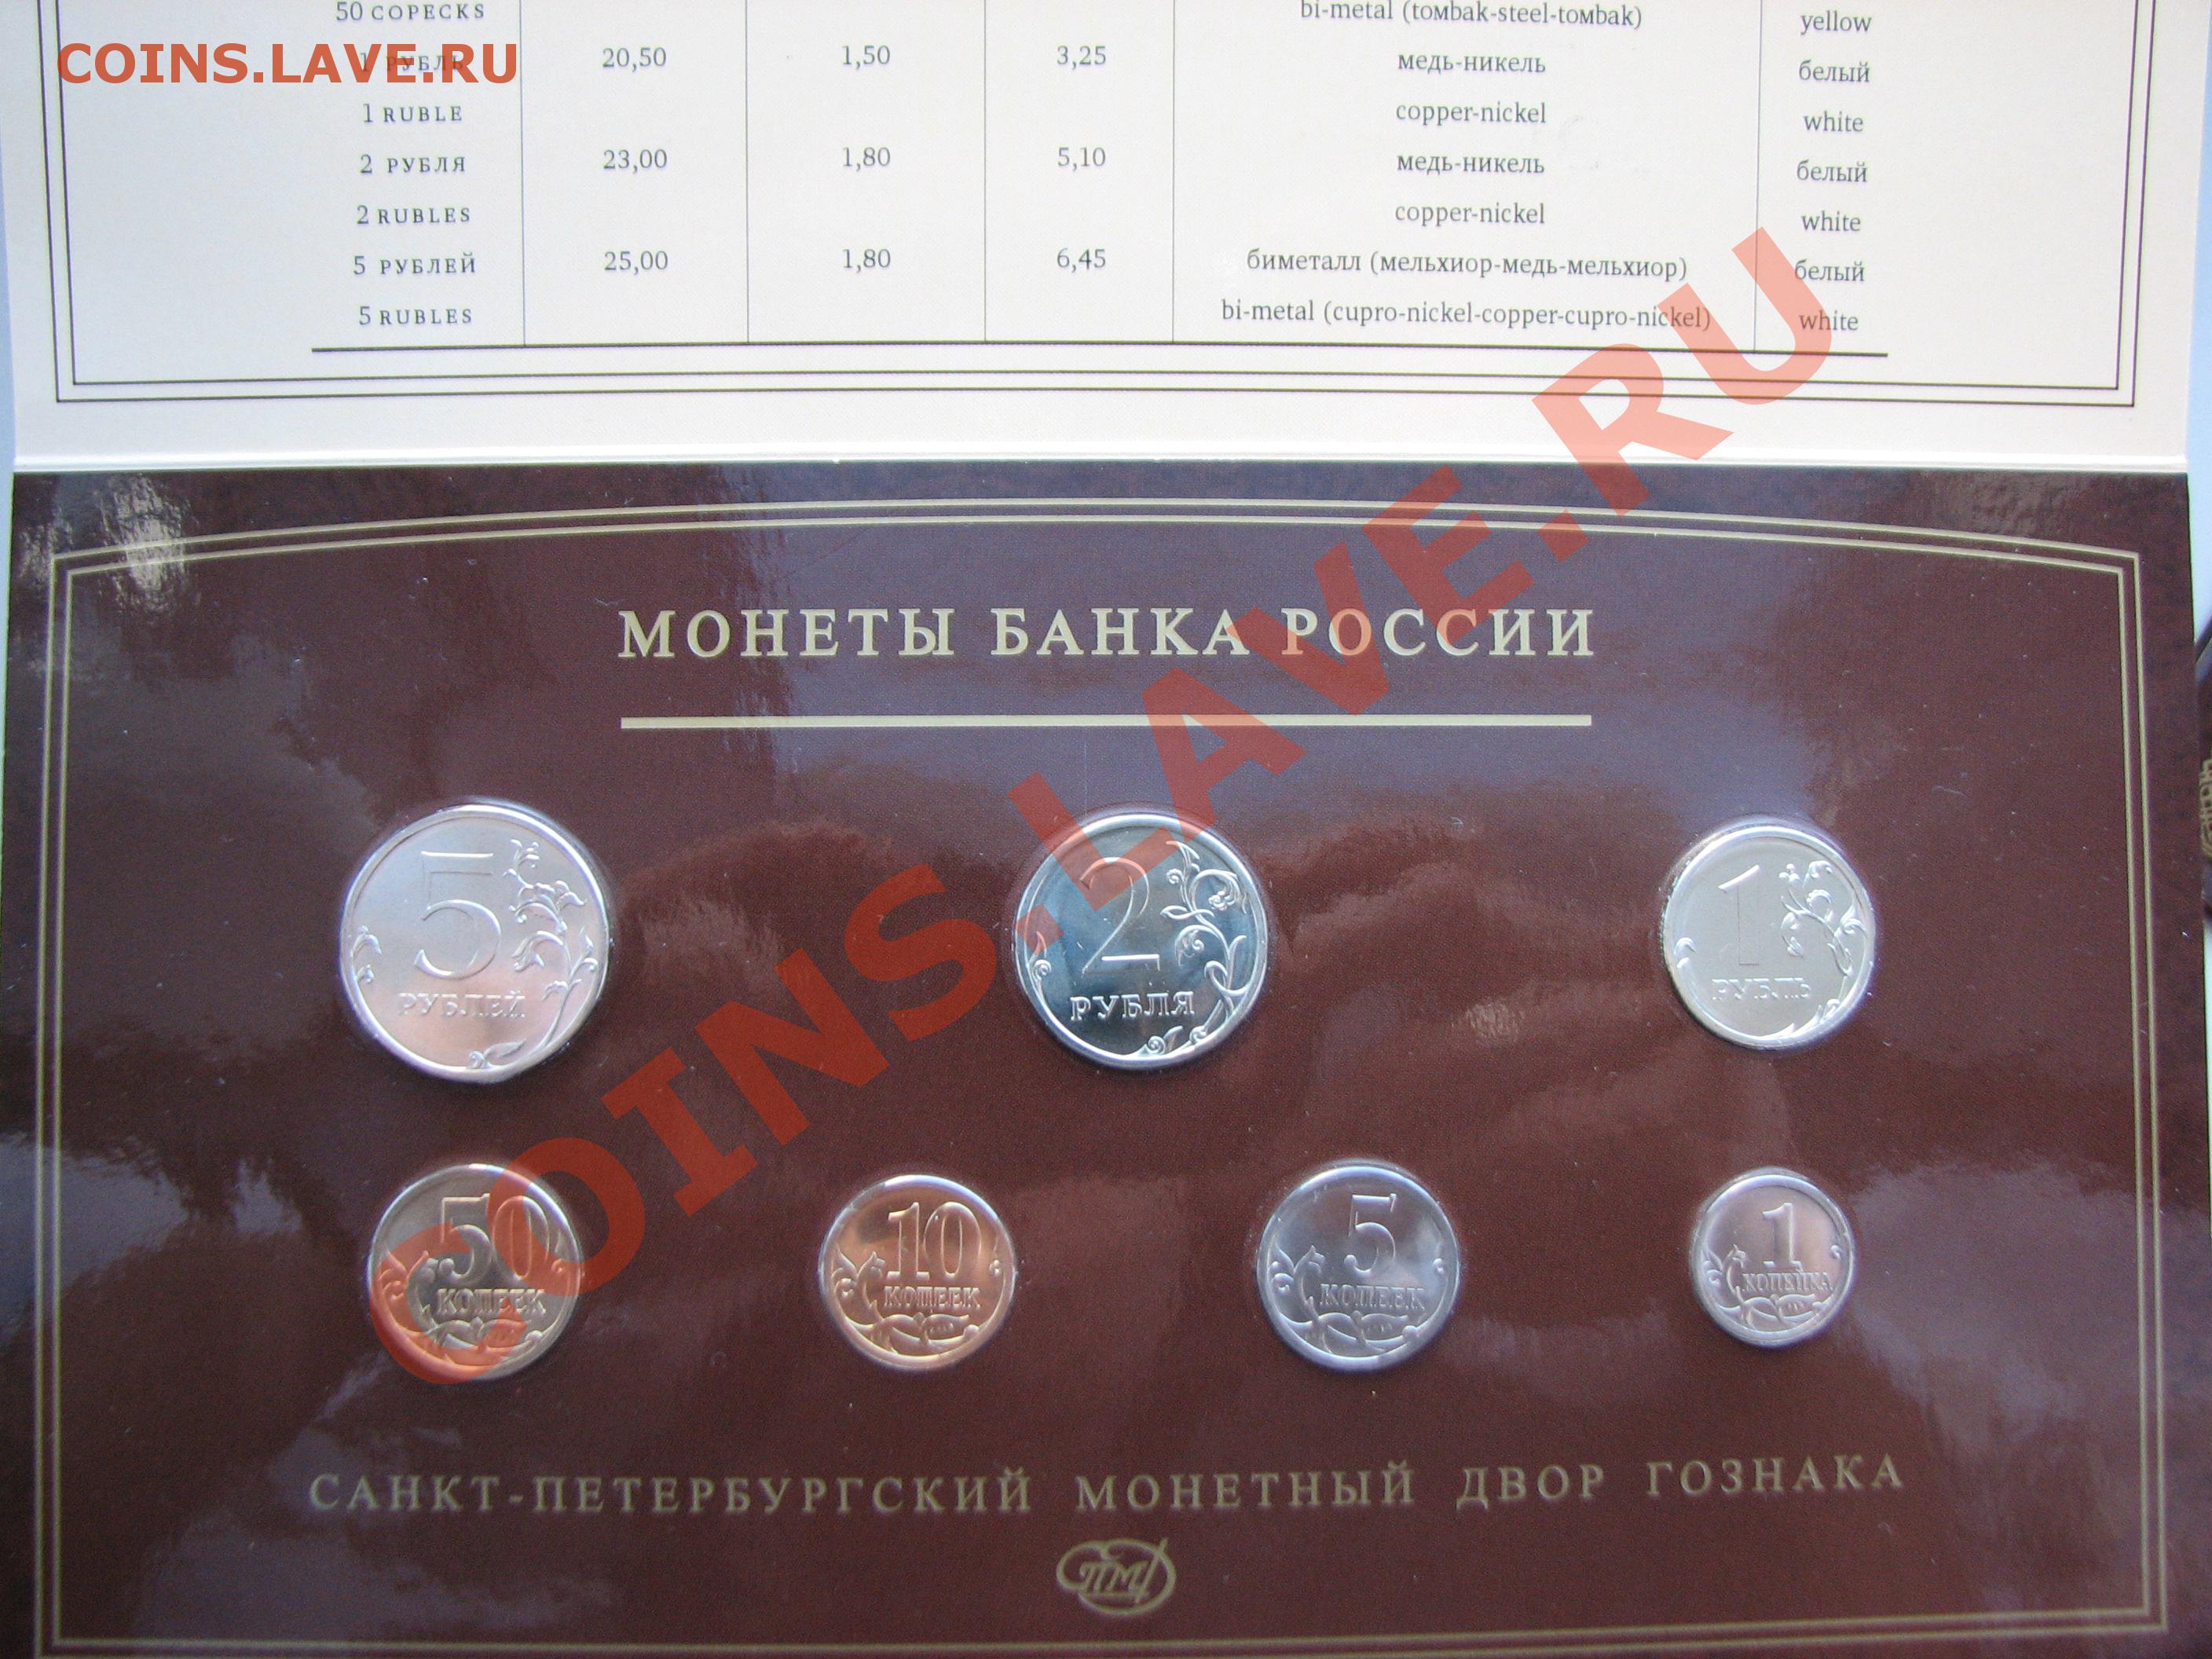 50 COPECKS bi-metal (томbak-steel-томbak) yellow
COINS.LAVE.RU
1 РУБЛЬ 20,50 1,50 3,25 медь-никель белый
1 RUBLE copper-nickel white
2 РУБЛЯ 23,00 1,80 5,10 медь-никель белый
2 RUBLES copper-nickel white
5 РУБЛЕЙ 25,00 1,80 6,45 биметалл (мельхиор-медь-мельхиор) белый
5 RUBLES bi-metal (cupro-nickel-copper-cupro-nickel) white
COINS.LAVE.RU
МОНЕТЫ БАНКА РОССИИ
5 РУБЛЕЙ
2 РУБЛЯ
1 РУБЛЬ
50 КОПЕЕК
10 КОПЕЕК
5 КОПЕЕК
1 КОПЕЙКА
САНКТ-ПЕТЕРБУРГСКИЙ МОНЕТНЫЙ ДВОР ГОЗНАКА